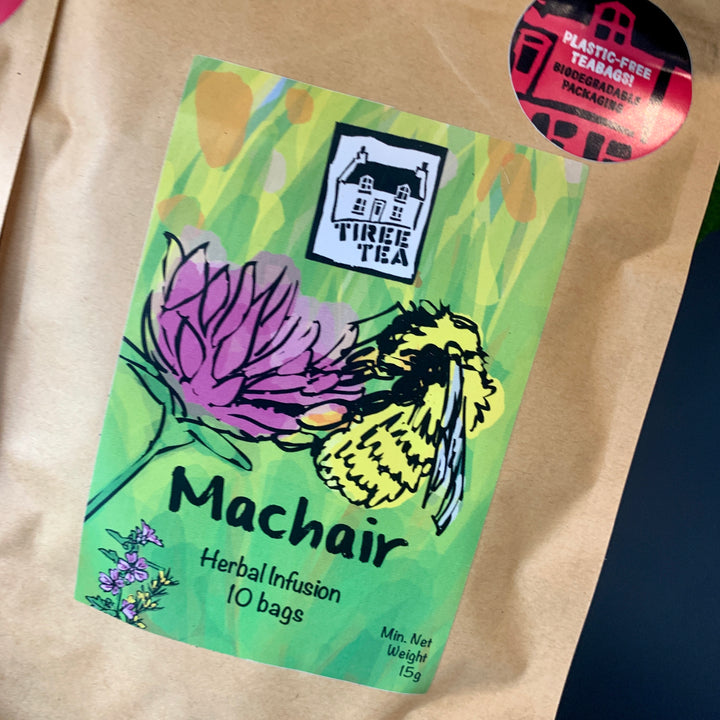 PLASTIC-FREE
TEABAGS!
BIODEGRADABLE
PACKAGING
TIREE
TEA
Machair
Herbal Infusion
10 bags
Min. Net
Weight
15g